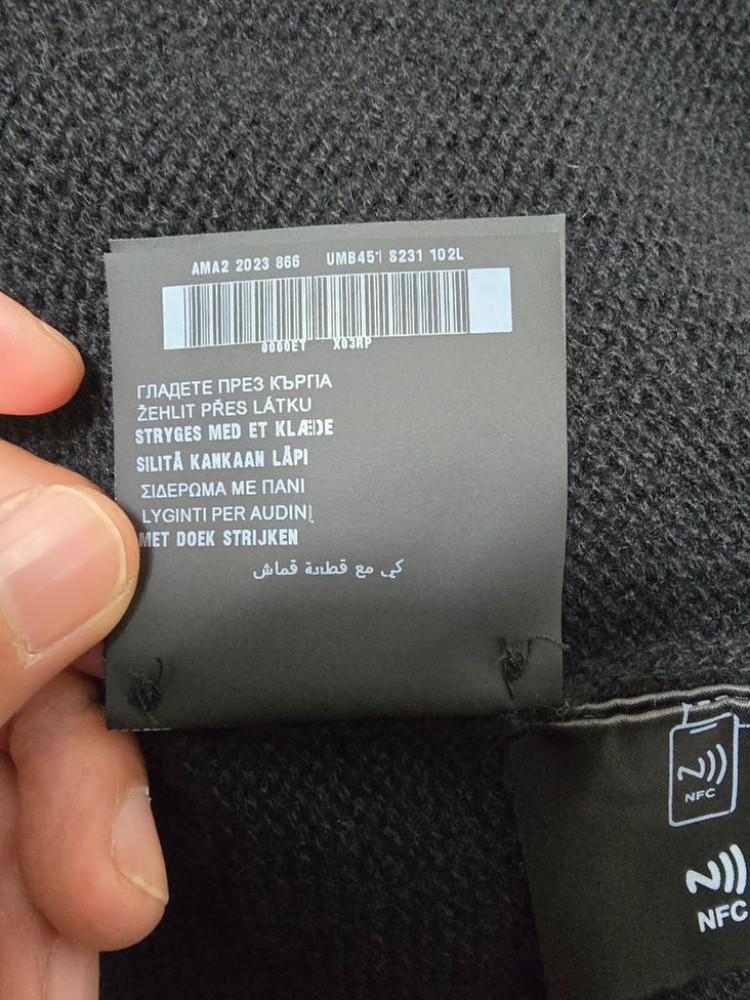 AMA2 2023 866 UMB451 S231 102L
0000ET X03RP
ГЛАДЕТЕ ПРЕЗ КЪРПА
ŽEHLIT PŘES LÁTKU
STRYGES MED ET KLÆDE
SILITÄ KANKAAN LÄPI
ΣΙΔΕΡΩΜΑ ΜΕ ΠΑΝΙ
LYGINTI PER AUDINĮ
MET DOEK STRIJKEN
كي مع قطعة قماش
NFC
NFC